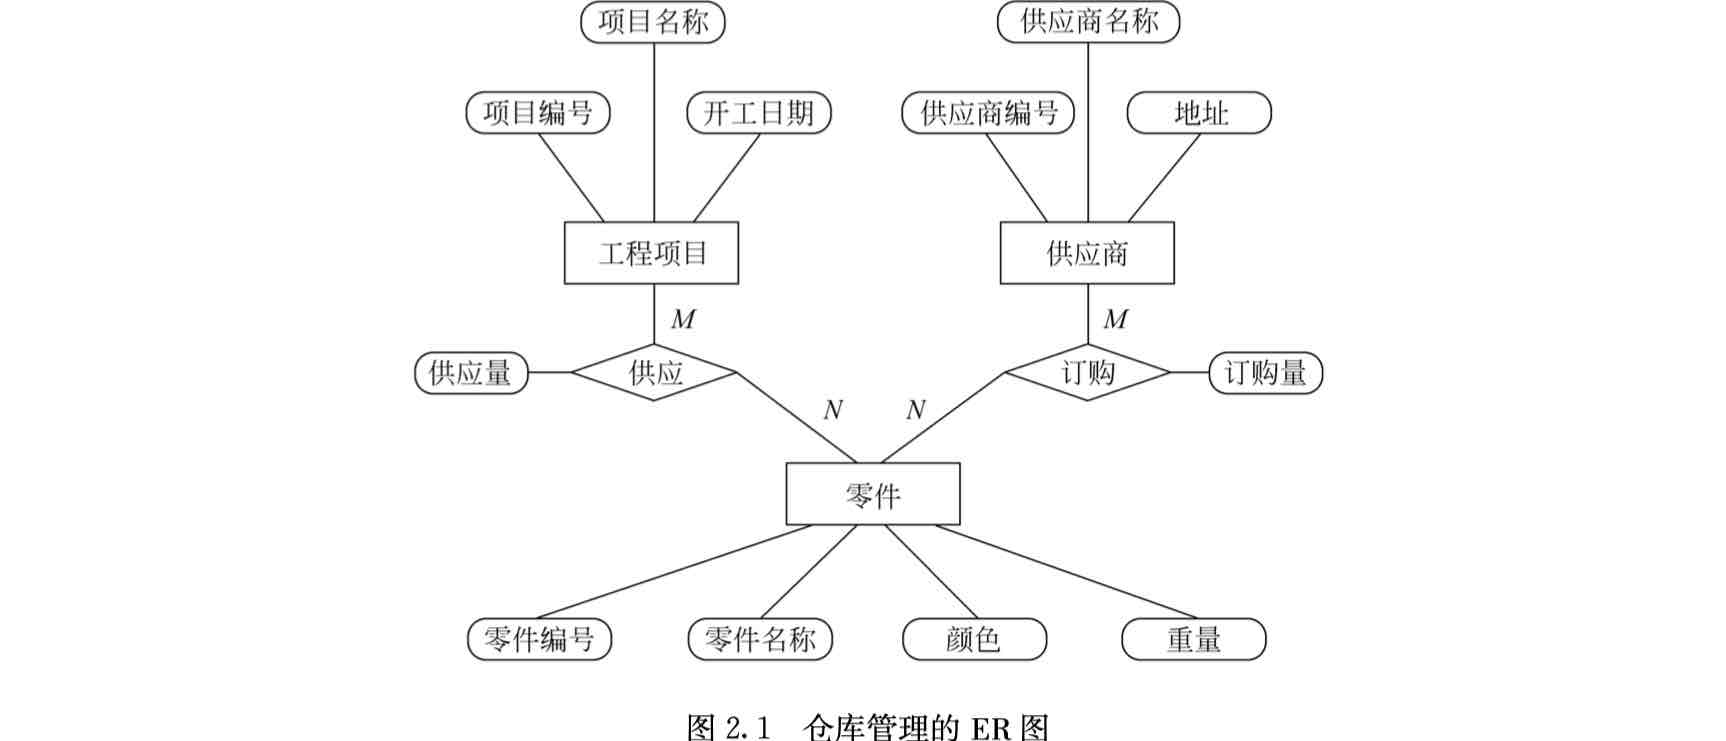 项目名称 供应商名称
项目编号 开工日期 供应商编号 地址
工程项目 供应商
M M
供应量 供应 订购 订购量
N N
零件
零件编号 零件名称 颜色 重量
图 2.1 仓库管理的 ER 图